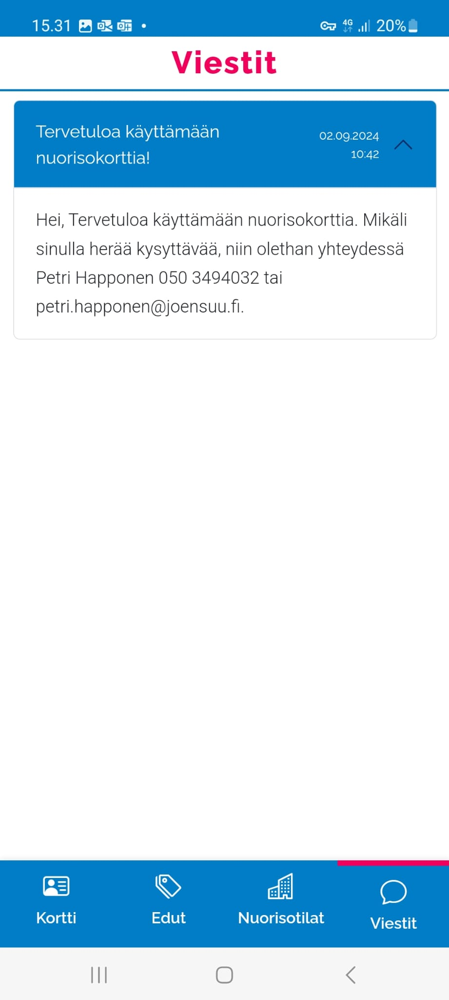 15.31
4G
20%
Viestit
Tervetuloa käyttämään
nuorisokorttia!
02.09.2024
10:42
Hei, Tervetuloa käyttämään nuorisokorttia. Mikäli
sinulla herää kysyttävää, niin olethan yhteydessä
Petri Happonen 050 3494032 tai
petri.happonen@joensuu.fi.
Kortti
Edut
Nuorisotilat
Viestit